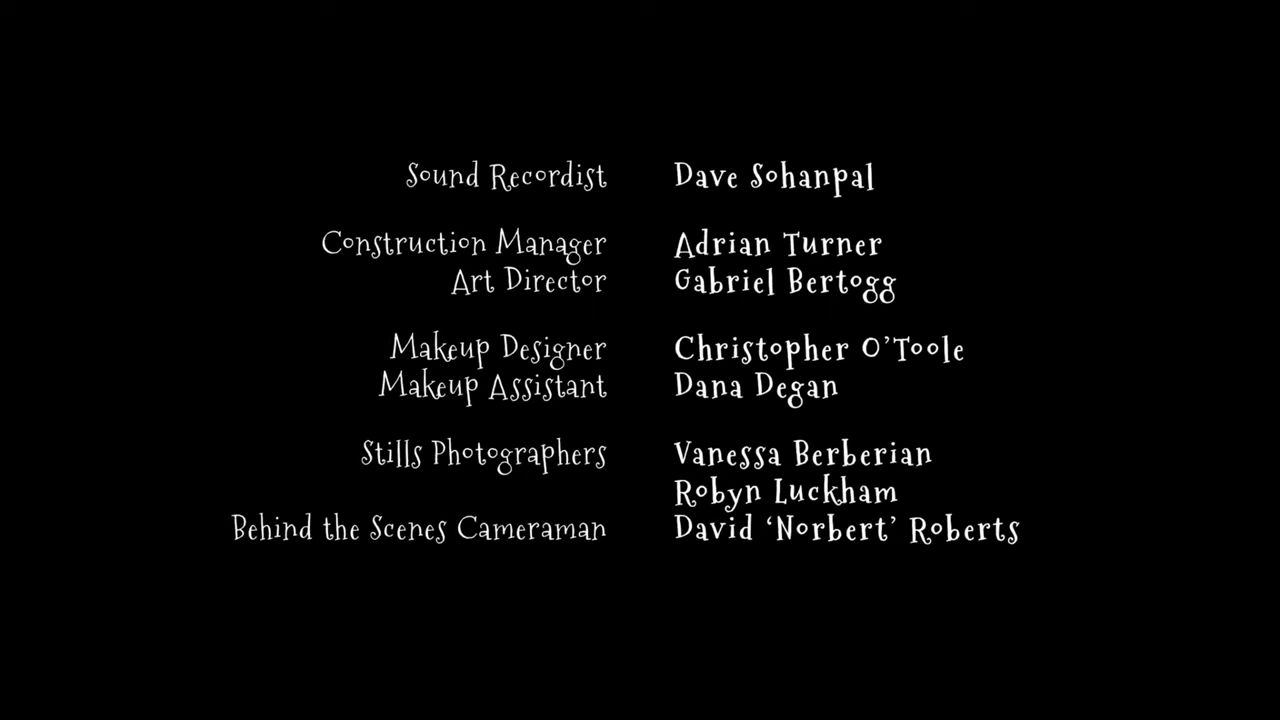 Sound Recordist Dave Sohanpal
Construction Manager Adrian Turner
Art Director Gabriel Bertogg
Makeup Designer Christopher O’Toole
Makeup Assistant Dana Degan
Stills Photographers Vanessa Berberian
Robyn Luckham
Behind the Scenes Cameraman David ‘Norbert’ Roberts